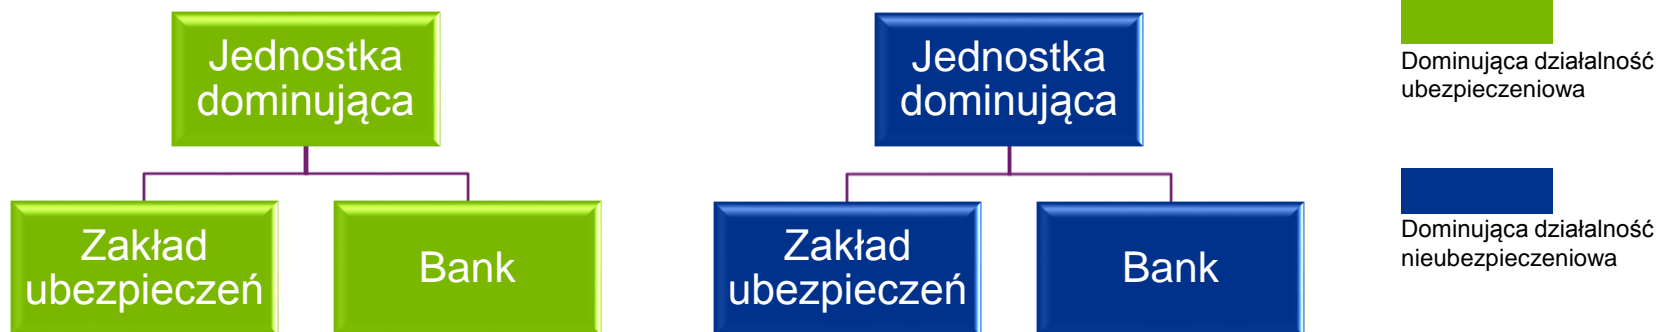 Jednostka
dominująca
Zakład
ubezpieczeń
Bank
Jednostka
dominująca
Zakład
ubezpieczeń
Bank
Dominująca działalność
ubezpieczeniowa
Dominująca działalność
nieubezpieczeniowa